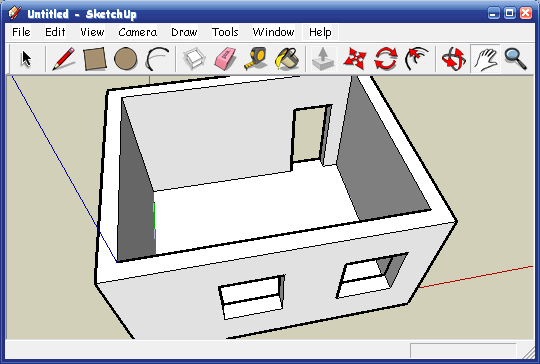 Untitled - SketchUp
File Edit View Camera Draw Tools Window Help